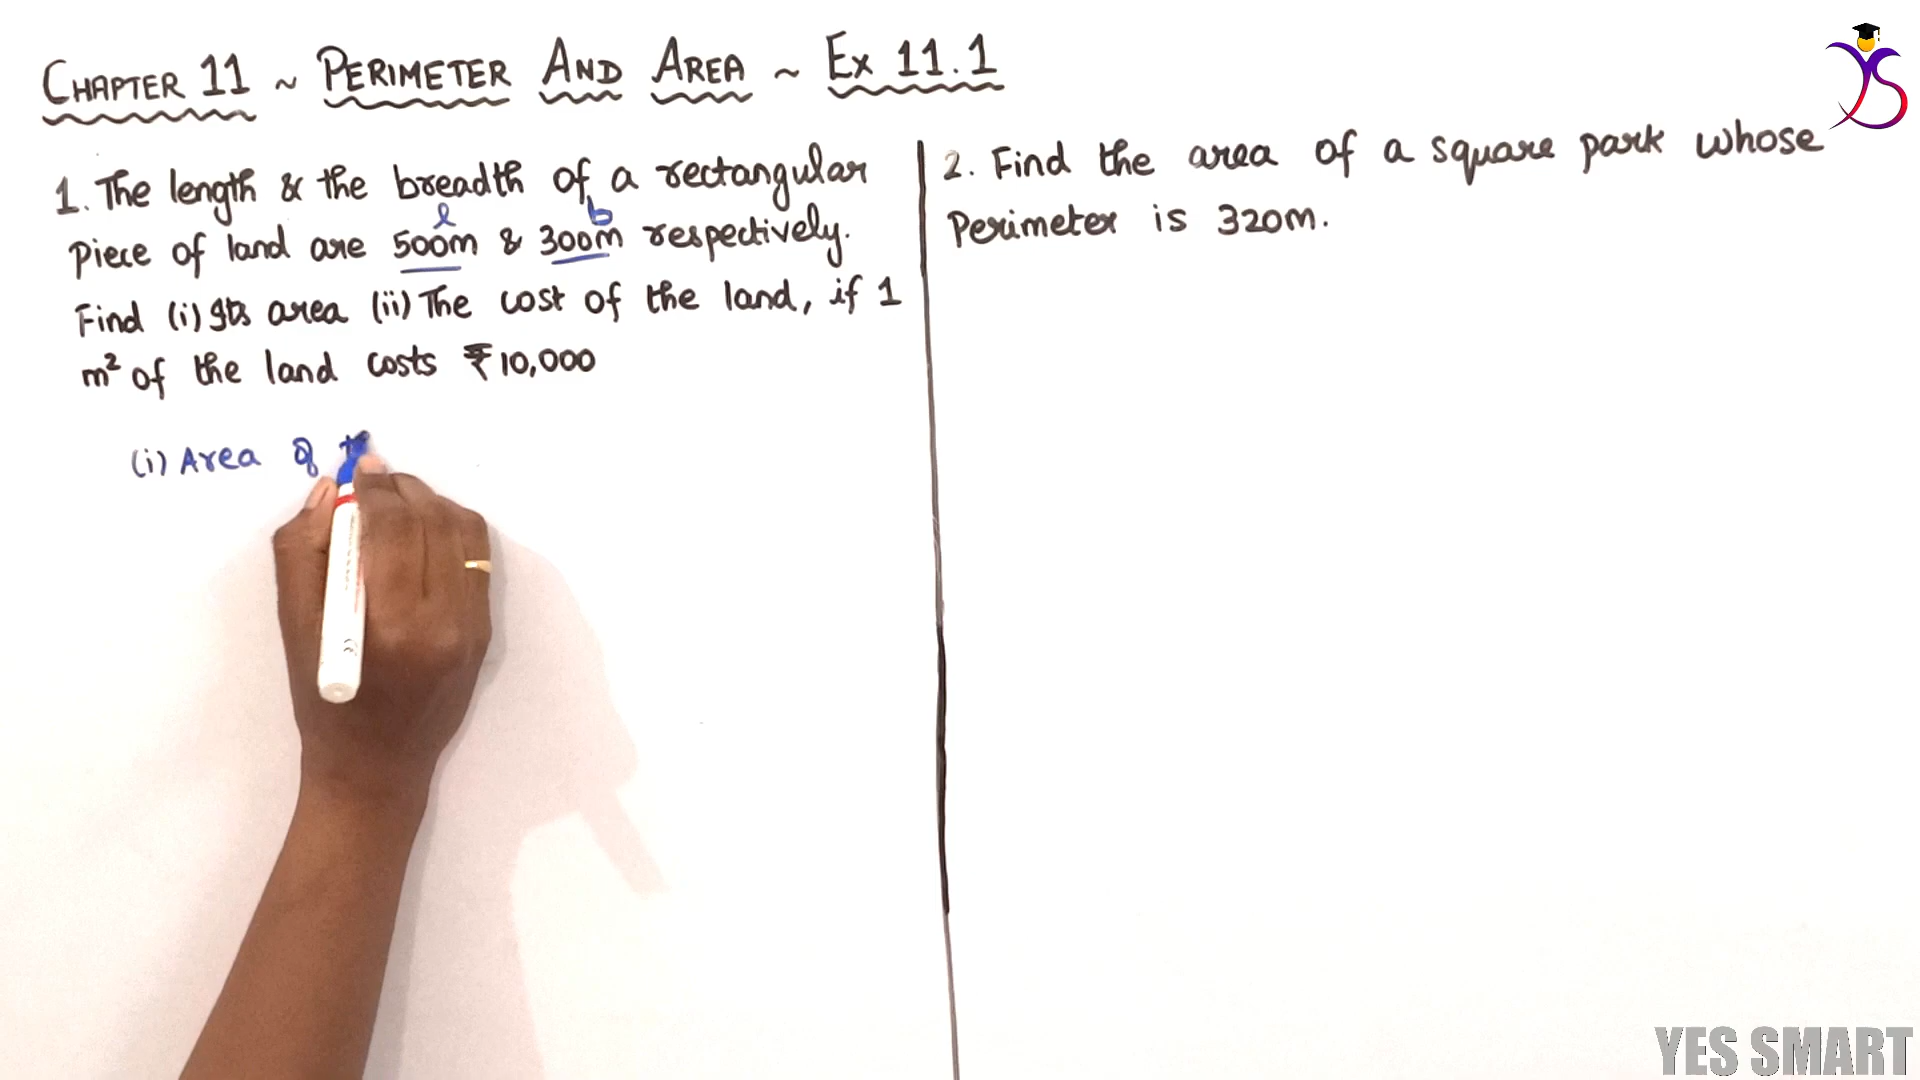 CHAPTER 11 ~ PERIMETER AND AREA ~ Ex 11.1
1. The length & the breadth of a rectangular
l b
piece of land are 500m & 300m respectively.
Find (i) Its area (ii) The cost of the land, if 1
m² of the land costs ₹10,000
(i) Area of
2. Find the area of a square park whose
Perimeter is 320m.
YS
YES SMART